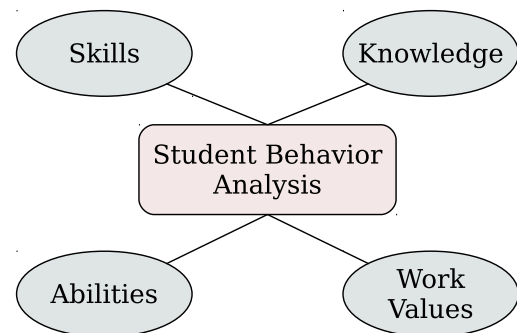 Skills
Knowledge
Student Behavior
Analysis
Abilities
Work
Values